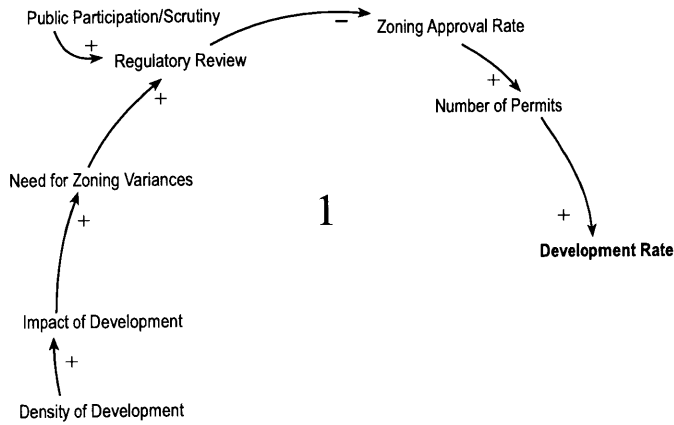 Public Participation/Scrutiny
+
Regulatory Review
−
Zoning Approval Rate
+
Number of Permits
+
Development Rate
+
Need for Zoning Variances
+
1
Impact of Development
+
Density of Development